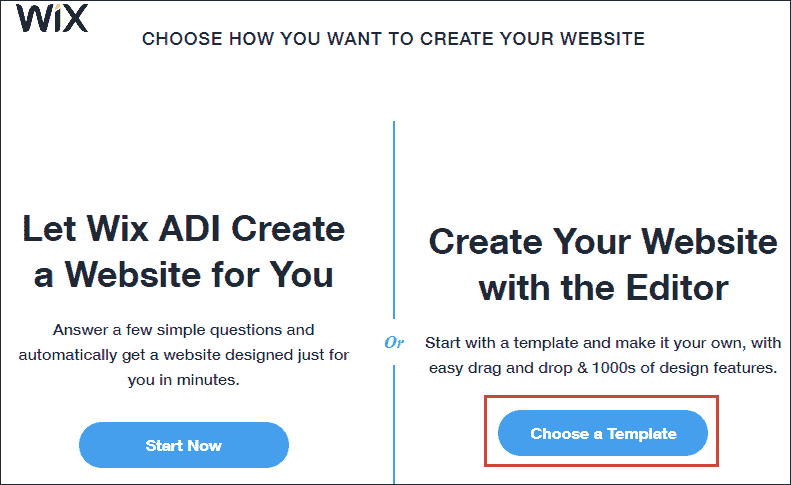 WiX
CHOOSE HOW YOU WANT TO CREATE YOUR WEBSITE
Let Wix ADI Create
a Website for You
Answer a few simple questions and
automatically get a website designed just for
you in minutes.
Start Now
Or
Create Your Website
with the Editor
Start with a template and make it your own, with
easy drag and drop & 1000s of design features.
Choose a Template